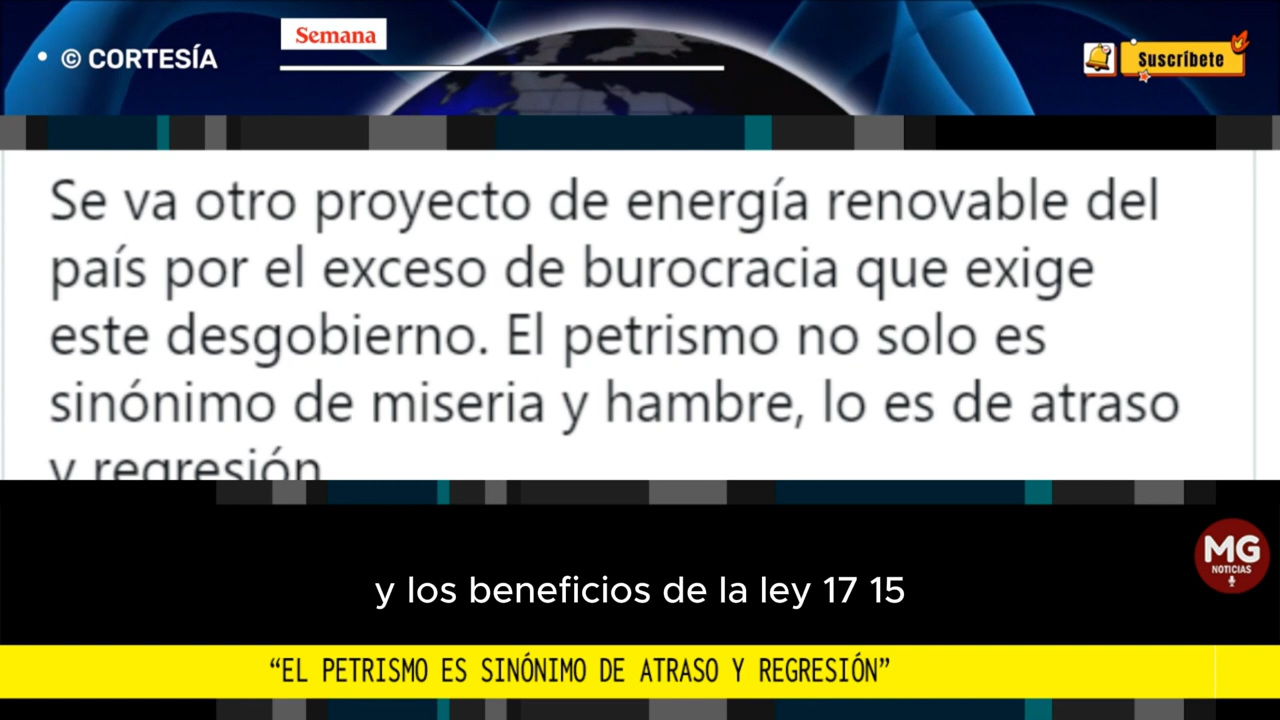 © CORTESÍA
Semana
Suscríbete
Se va otro proyecto de energía renovable del
país por el exceso de burocracia que exige
este desgobierno. El petrismo no solo es
sinónimo de miseria y hambre, lo es de atraso
y regresión
MG
NOTICIAS
y los beneficios de la ley 17 15
“EL PETRISMO ES SINÓNIMO DE ATRASO Y REGRESIÓN”